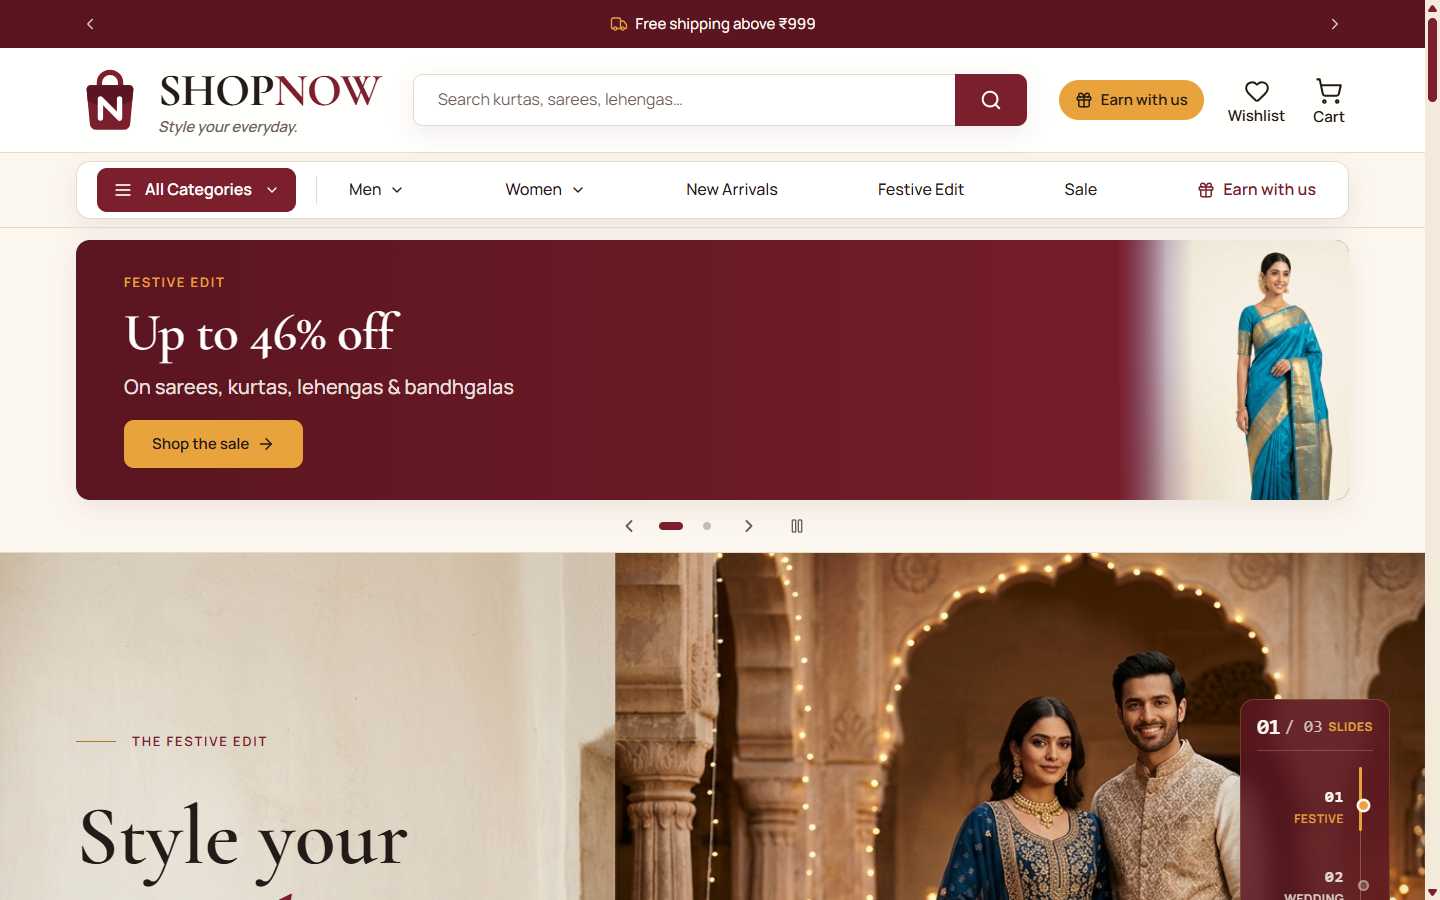 Free shipping above ₹999
N
SHOPNOW
Style your everyday.
Search kurtas, sarees, lehengas...
Earn with us
Wishlist
Cart
All Categories
Men
Women
New Arrivals
Festive Edit
Sale
Earn with us
FESTIVE EDIT
Up to 46% off
On sarees, kurtas, lehengas & bandhgalas
Shop the sale
THE FESTIVE EDIT
Style your
01 / 03 SLIDES
01
FESTIVE
02
WEDDING